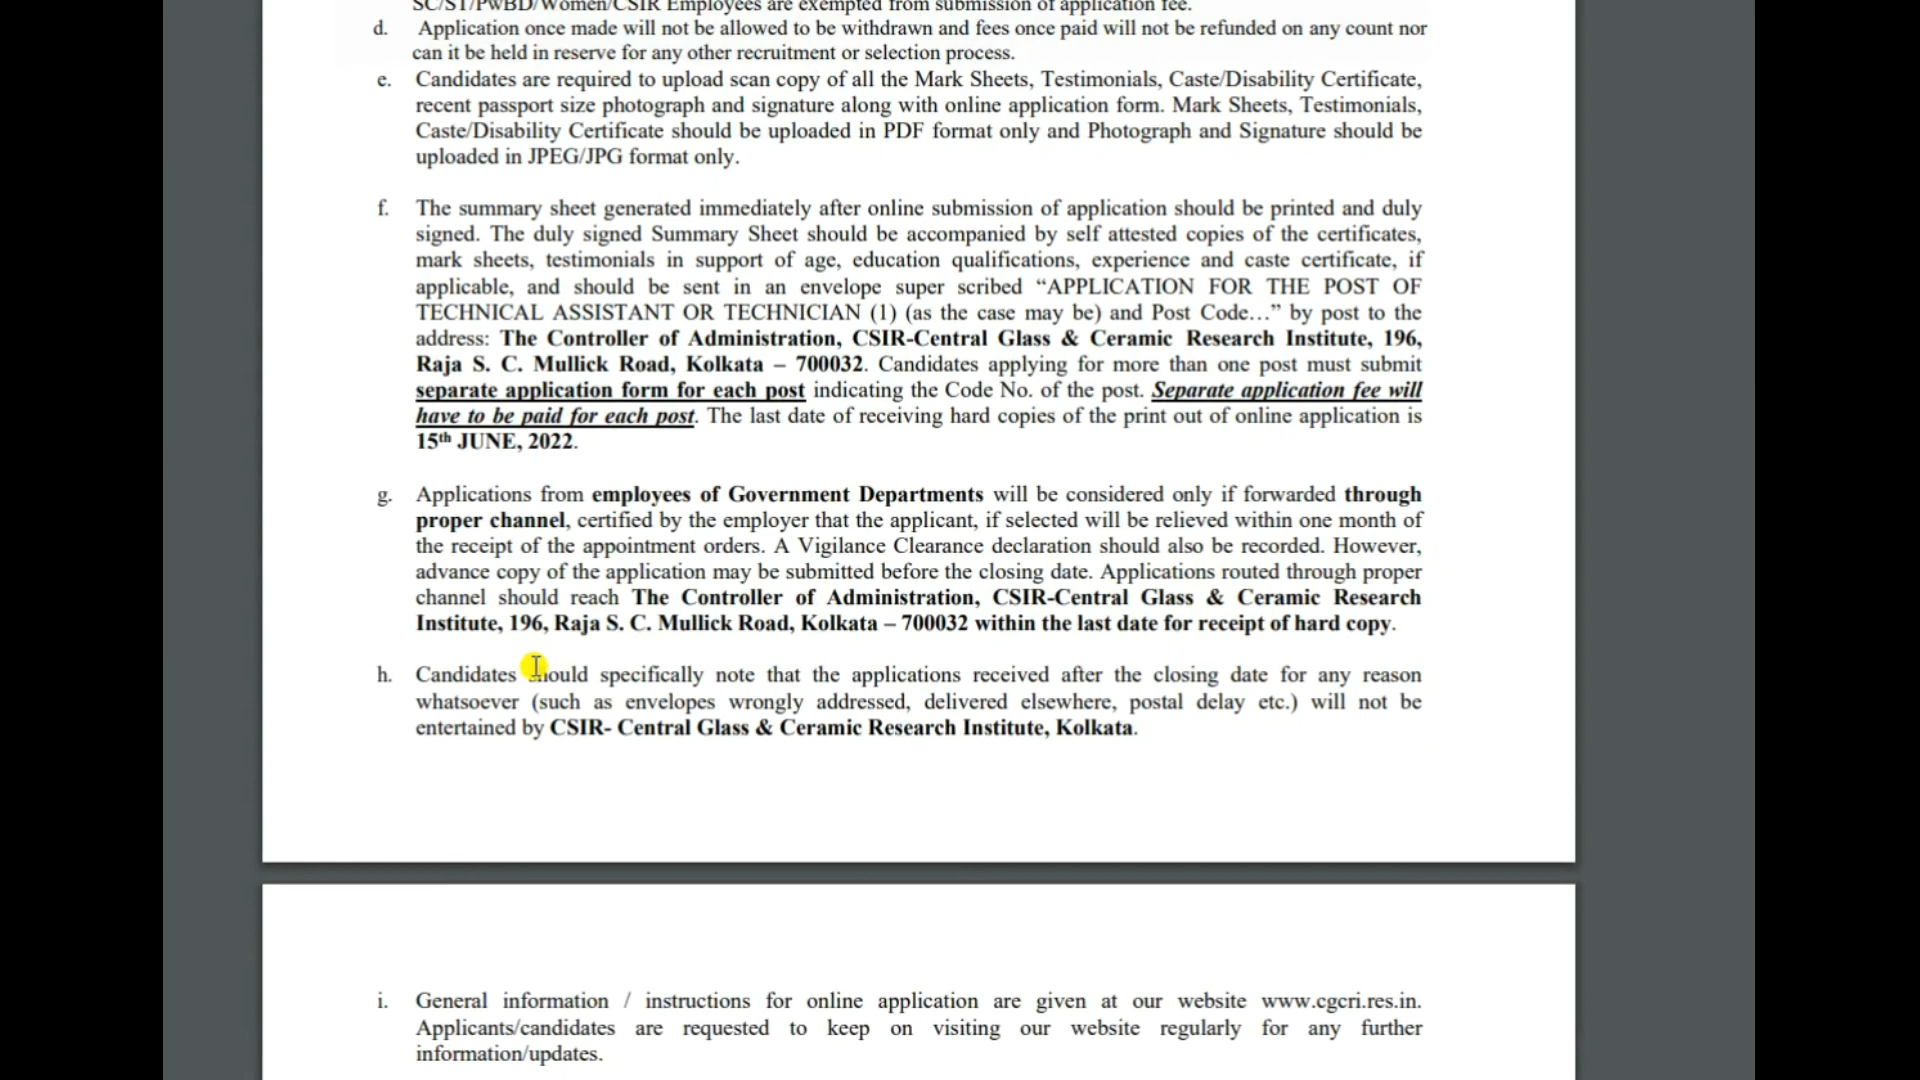 SC/ST/PwBD/Women/CSIR Employees are exempted from submission of application fee.
d. Application once made will not be allowed to be withdrawn and fees once paid will not be refunded on any count nor
can it be held in reserve for any other recruitment or selection process.
e. Candidates are required to upload scan copy of all the Mark Sheets, Testimonials, Caste/Disability Certificate,
recent passport size photograph and signature along with online application form. Mark Sheets, Testimonials,
Caste/Disability Certificate should be uploaded in PDF format only and Photograph and Signature should be
uploaded in JPEG/JPG format only.
f. The summary sheet generated immediately after online submission of application should be printed and duly
signed. The duly signed Summary Sheet should be accompanied by self attested copies of the certificates,
mark sheets, testimonials in support of age, education qualifications, experience and caste certificate, if
applicable, and should be sent in an envelope super scribed “APPLICATION FOR THE POST OF
TECHNICAL ASSISTANT OR TECHNICIAN (1) (as the case may be) and Post Code…” by post to the
address: The Controller of Administration, CSIR-Central Glass & Ceramic Research Institute, 196,
Raja S. C. Mullick Road, Kolkata – 700032. Candidates applying for more than one post must submit
separate application form for each post indicating the Code No. of the post. Separate application fee will
have to be paid for each post. The last date of receiving hard copies of the print out of online application is
15th JUNE, 2022.
g. Applications from employees of Government Departments will be considered only if forwarded through
proper channel, certified by the employer that the applicant, if selected will be relieved within one month of
the receipt of the appointment orders. A Vigilance Clearance declaration should also be recorded. However,
advance copy of the application may be submitted before the closing date. Applications routed through proper
channel should reach The Controller of Administration, CSIR-Central Glass & Ceramic Research
Institute, 196, Raja S. C. Mullick Road, Kolkata – 700032 within the last date for receipt of hard copy.
h. Candidates should specifically note that the applications received after the closing date for any reason
whatsoever (such as envelopes wrongly addressed, delivered elsewhere, postal delay etc.) will not be
entertained by CSIR- Central Glass & Ceramic Research Institute, Kolkata.
i. General information / instructions for online application are given at our website www.cgcri.res.in.
Applicants/candidates are requested to keep on visiting our website regularly for any further
information/updates.